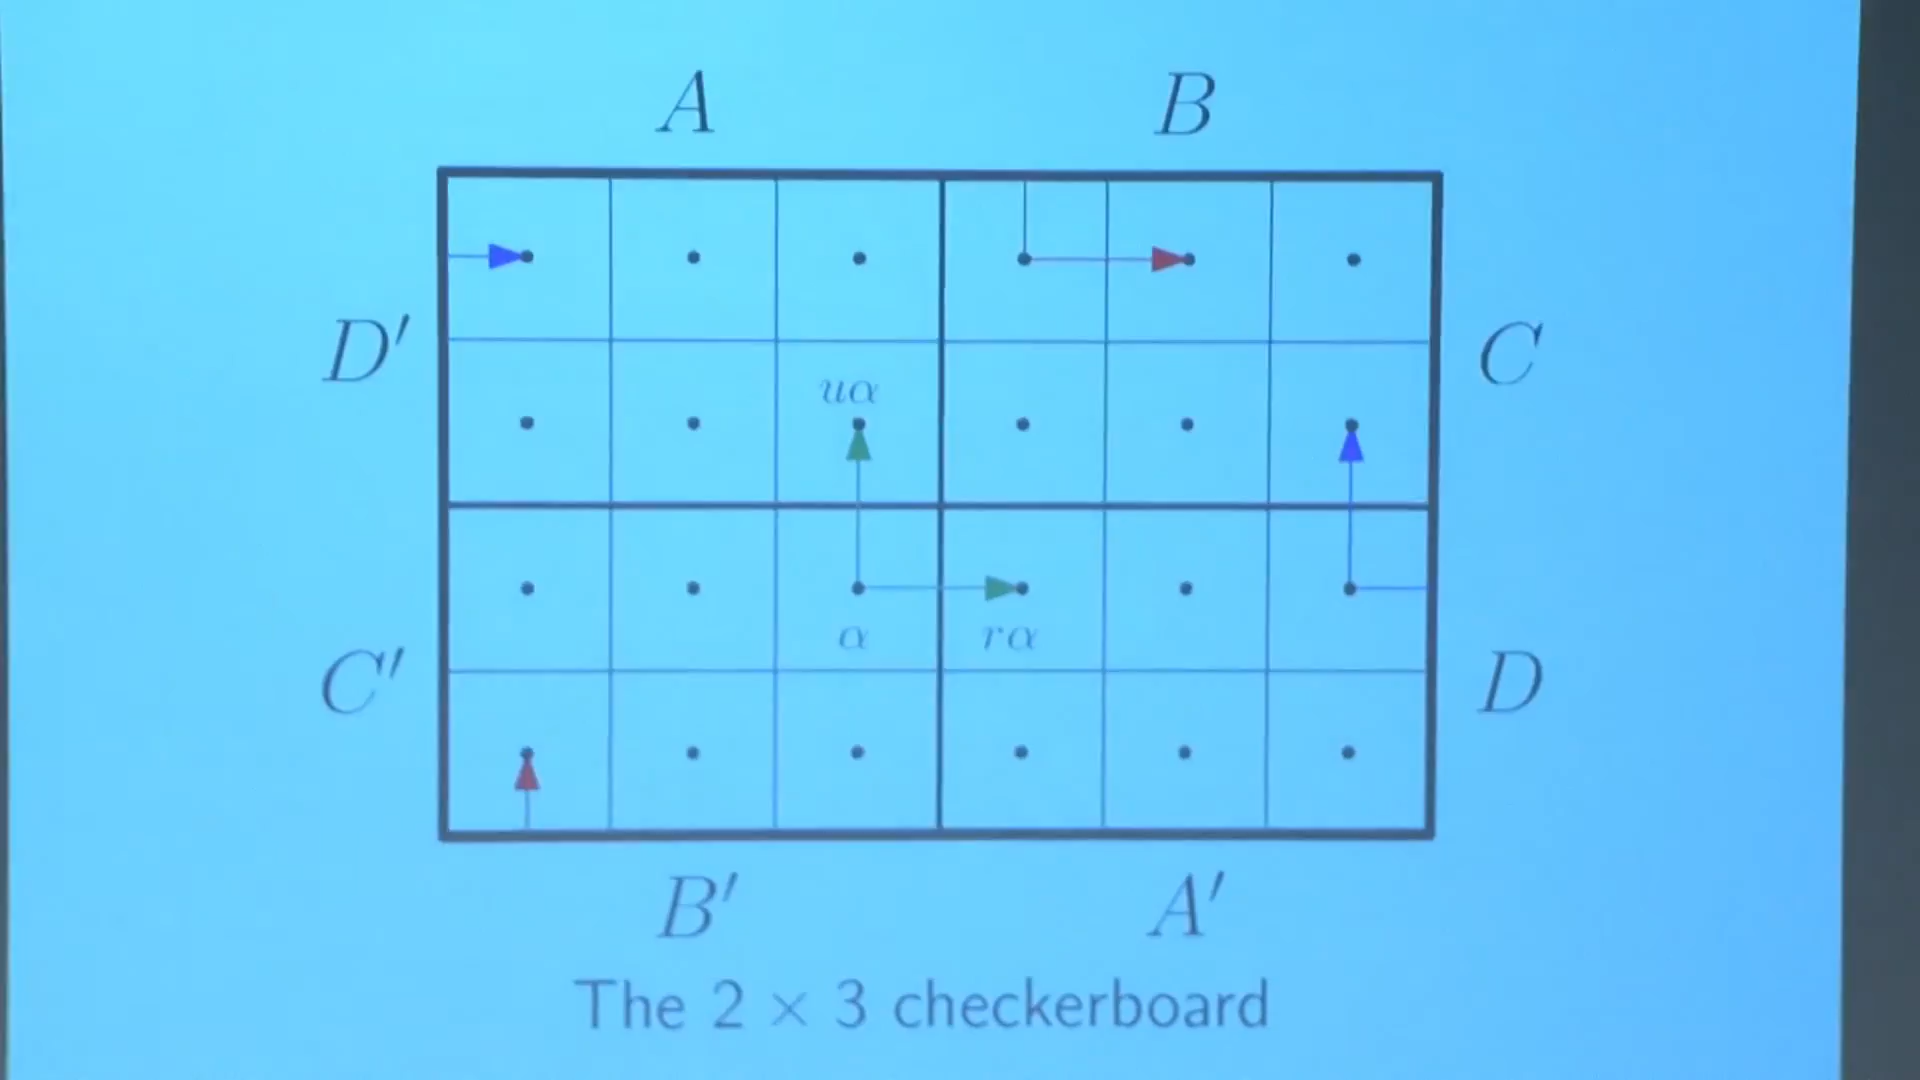 A B
D′ C
uα
α rα
C′ D
B′ A′
The 2 × 3 checkerboard